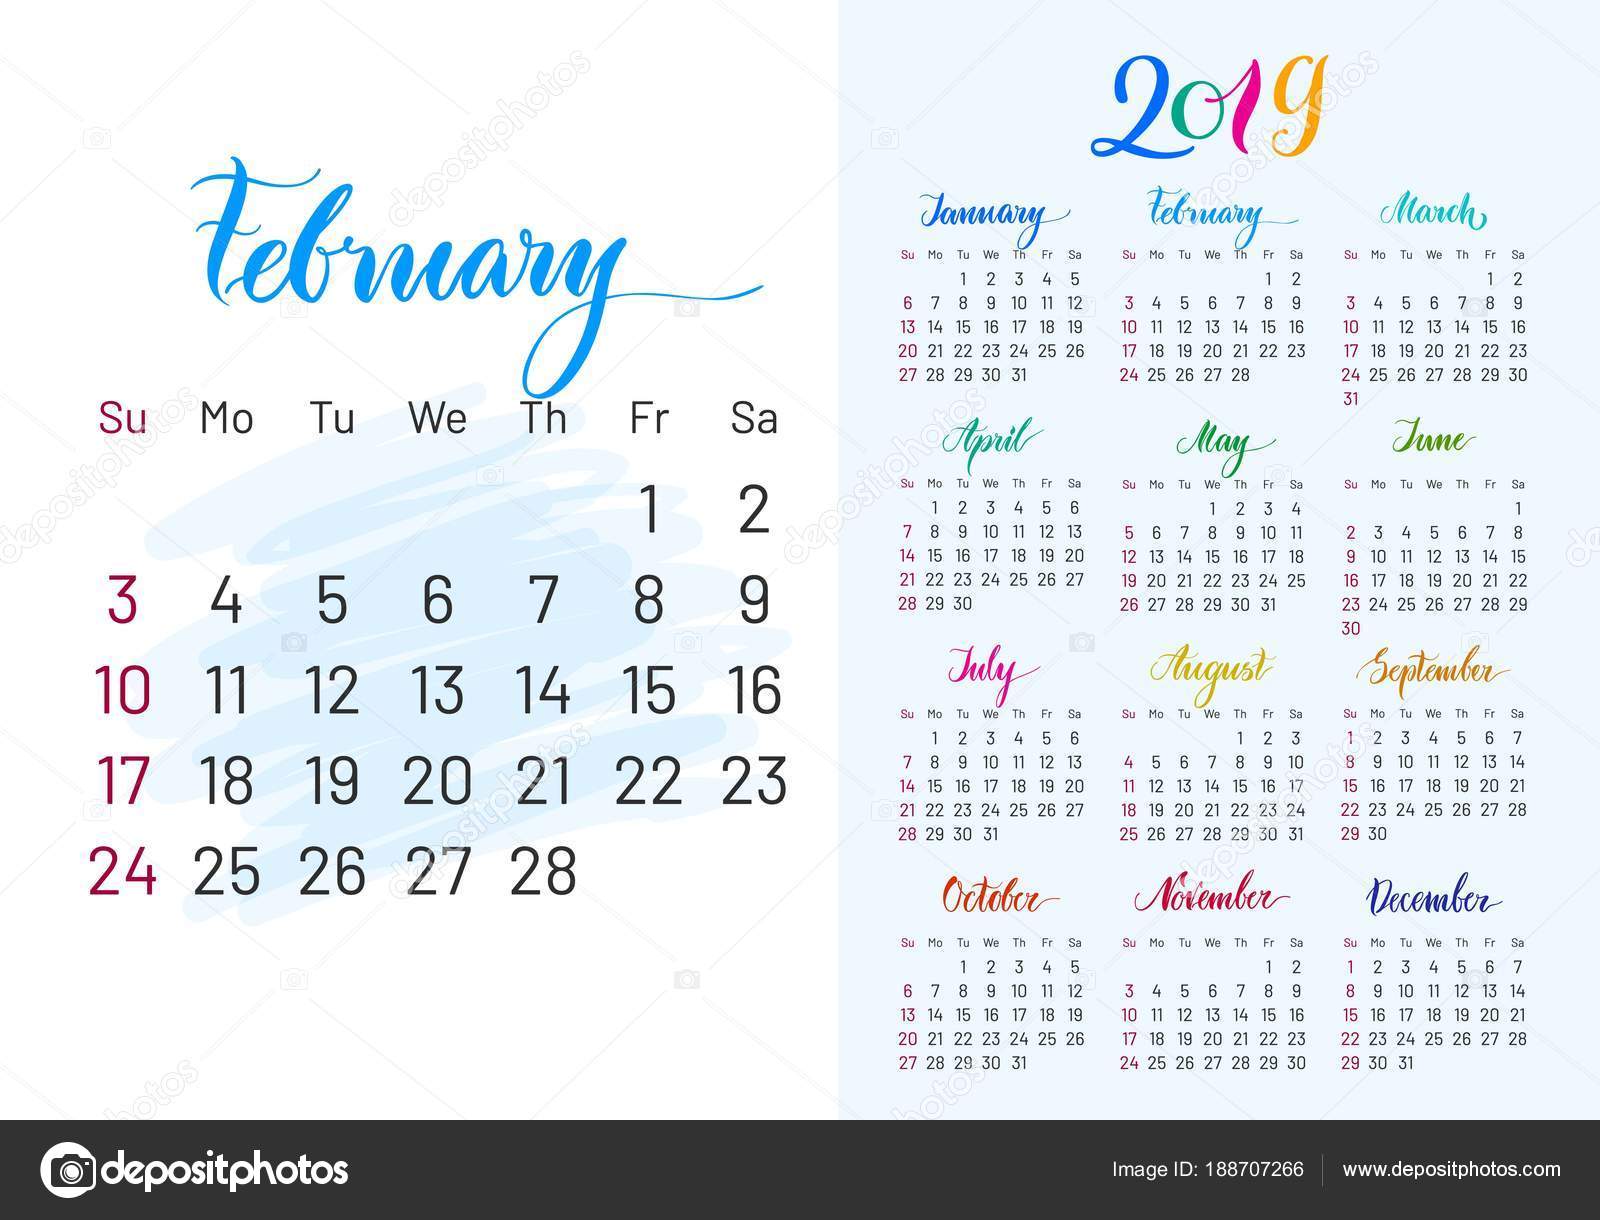 February
Su Mo Tu We Th Fr Sa
1 2
3 4 5 6 7 8 9
10 11 12 13 14 15 16
17 18 19 20 21 22 23
24 25 26 27 28
2019
January
Su Mo Tu We Th Fr Sa
1 2 3 4 5
6 7 8 9 10 11 12
13 14 15 16 17 18 19
20 21 22 23 24 25 26
27 28 29 30 31
February
Su Mo Tu We Th Fr Sa
1 2
3 4 5 6 7 8 9
10 11 12 13 14 15 16
17 18 19 20 21 22 23
24 25 26 27 28
March
Su Mo Tu We Th Fr Sa
1 2
3 4 5 6 7 8 9
10 11 12 13 14 15 16
17 18 19 20 21 22 23
24 25 26 27 28 29 30
31
April
Su Mo Tu We Th Fr Sa
1 2 3 4 5 6
7 8 9 10 11 12 13
14 15 16 17 18 19 20
21 22 23 24 25 26 27
28 29 30
May
Su Mo Tu We Th Fr Sa
1 2 3 4
5 6 7 8 9 10 11
12 13 14 15 16 17 18
19 20 21 22 23 24 25
26 27 28 29 30 31
June
Su Mo Tu We Th Fr Sa
1
2 3 4 5 6 7 8
9 10 11 12 13 14 15
16 17 18 19 20 21 22
23 24 25 26 27 28 29
30
July
Su Mo Tu We Th Fr Sa
1 2 3 4 5 6
7 8 9 10 11 12 13
14 15 16 17 18 19 20
21 22 23 24 25 26 27
28 29 30 31
August
Su Mo Tu We Th Fr Sa
1 2 3
4 5 6 7 8 9 10
11 12 13 14 15 16 17
18 19 20 21 22 23 24
25 26 27 28 29 30 31
September
Su Mo Tu We Th Fr Sa
1 2 3 4 5 6 7
8 9 10 11 12 13 14
15 16 17 18 19 20 21
22 23 24 25 26 27 28
29 30
October
Su Mo Tu We Th Fr Sa
1 2 3 4 5
6 7 8 9 10 11 12
13 14 15 16 17 18 19
20 21 22 23 24 25 26
27 28 29 30 31
November
Su Mo Tu We Th Fr Sa
1 2
3 4 5 6 7 8 9
10 11 12 13 14 15 16
17 18 19 20 21 22 23
24 25 26 27 28 29 30
December
Su Mo Tu We Th Fr Sa
1 2 3 4 5 6 7
8 9 10 11 12 13 14
15 16 17 18 19 20 21
22 23 24 25 26 27 28
29 30 31
depositphotos
Image ID: 188707266 www.depositphotos.com